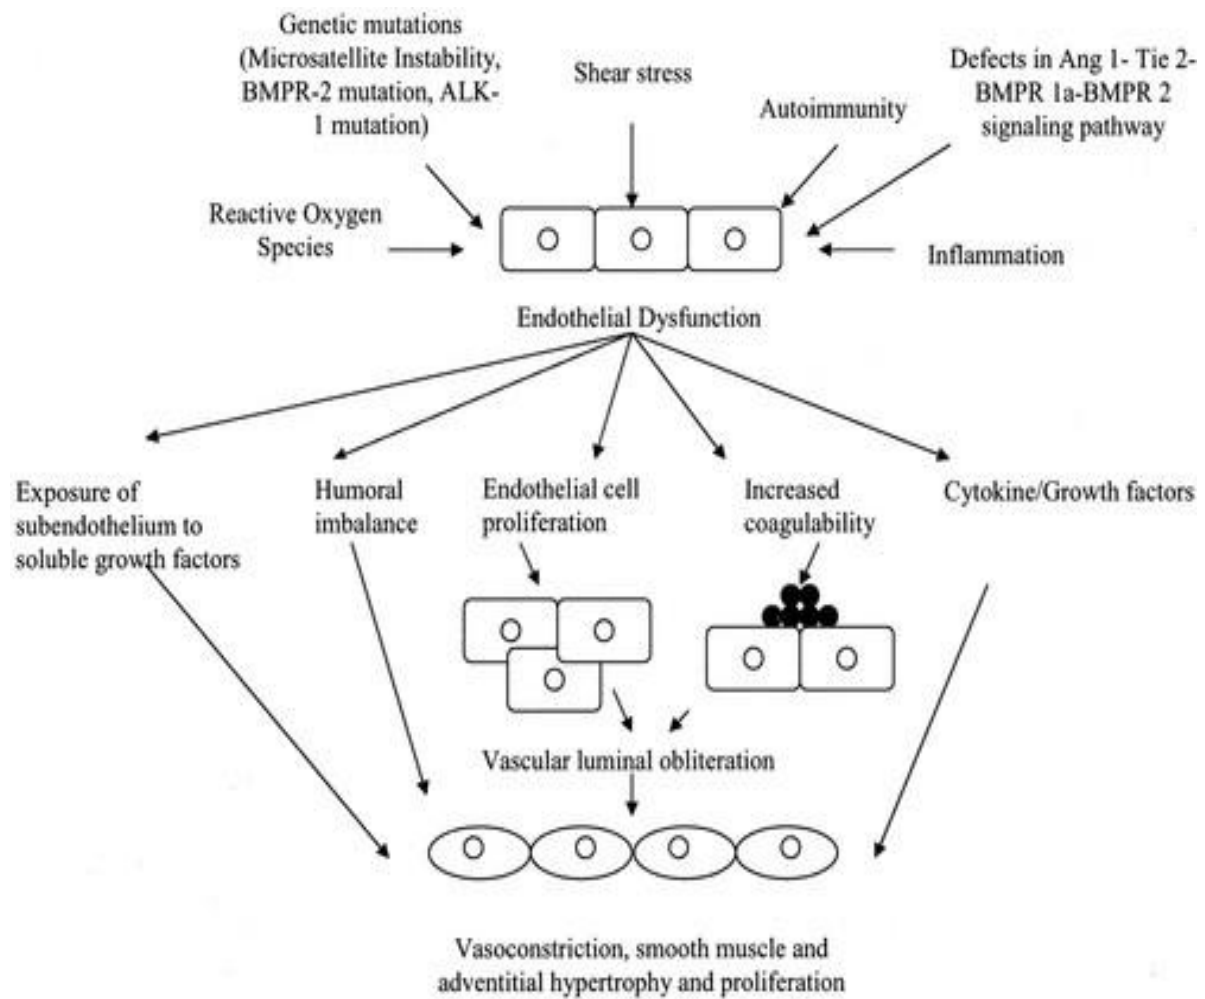 Genetic mutations
(Microsatellite Instability,
BMPR-2 mutation, ALK-
1 mutation)
Shear stress
Autoimmunity
Defects in Ang 1- Tie 2-
BMPR 1a-BMPR 2
signaling pathway
Reactive Oxygen
Species
Inflammation
Endothelial Dysfunction
Exposure of
subendothelium to
soluble growth factors
Humoral
imbalance
Endothelial cell
proliferation
Increased
coagulability
Cytokine/Growth factors
Vascular luminal obliteration
Vasoconstriction, smooth muscle and
adventitial hypertrophy and proliferation